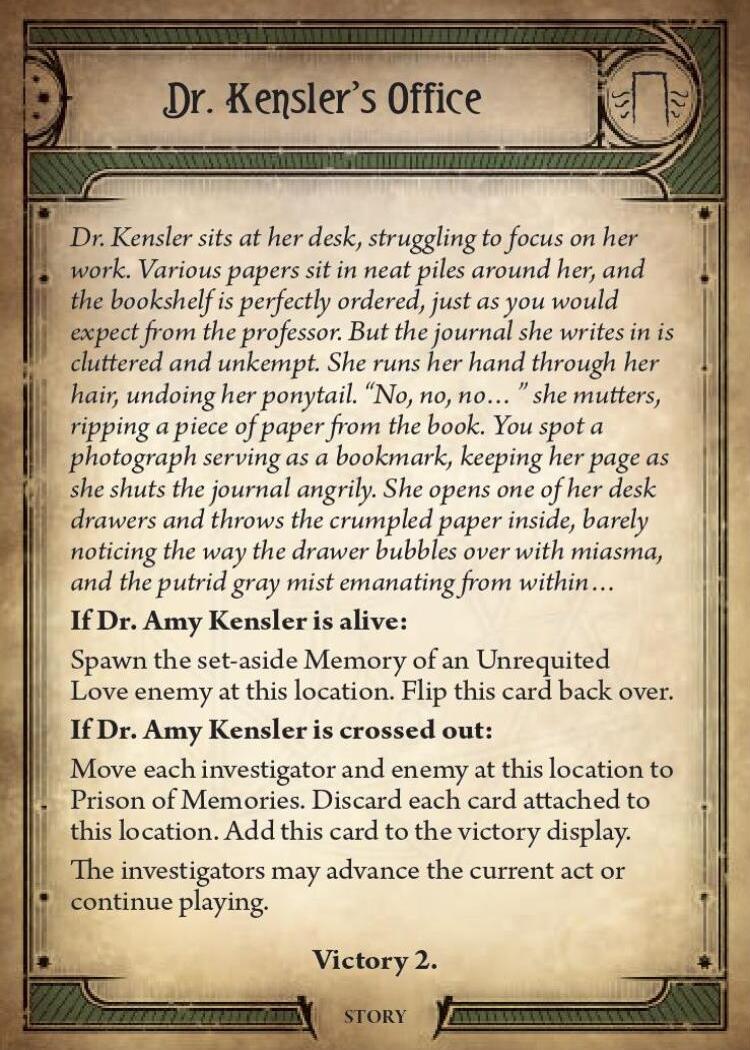 Dr. Kensler's Office
Dr. Kensler sits at her desk, struggling to focus on her
work. Various papers sit in neat piles around her, and
the bookshelf is perfectly ordered, just as you would
expect from the professor. But the journal she writes in is
cluttered and unkempt. She runs her hand through her
hair, undoing her ponytail. “No, no, no… ” she mutters,
ripping a piece of paper from the book. You spot a
photograph serving as a bookmark, keeping her page as
she shuts the journal angrily. She opens one of her desk
drawers and throws the crumpled paper inside, barely
noticing the way the drawer bubbles over with miasma,
and the putrid gray mist emanating from within…
If Dr. Amy Kensler is alive:
Spawn the set-aside Memory of an Unrequited
Love enemy at this location. Flip this card back over.
If Dr. Amy Kensler is crossed out:
Move each investigator and enemy at this location to
Prison of Memories. Discard each card attached to
this location. Add this card to the victory display.
The investigators may advance the current act or
continue playing.
Victory 2.
STORY